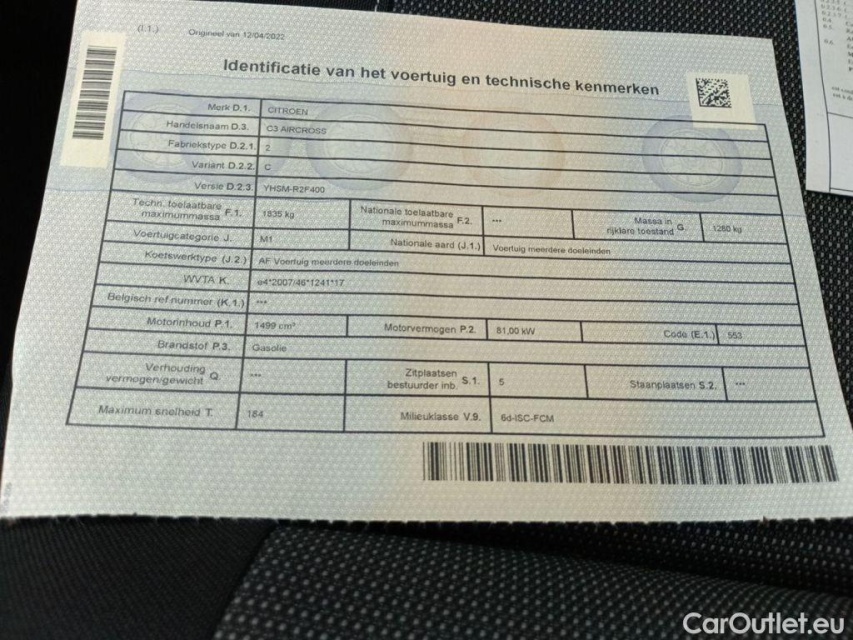 (I.1.) Origineel van 12/04/2022
Identificatie van het voertuig en technische kenmerken
Merk D.1. CITROEN
Handelsnaam D.3. C3 AIRCROSS
Fabriekstype D.2.1. 2
Variant D.2.2. C
Versie D.2.3. YHSM-R2F400
Techn. toelaatbare maximummassa F.1. 1835 kg Nationale toelaatbare maximummassa F.2. --- Massa in rijklare toestand G. 1280 kg
Voertuigcategorie J. M1 Nationale aard (J.1.) Voertuig meerdere doeleinden
Koetswerktype (J.2.) AF Voertuig meerdere doeleinden
WVTA K. e4*2007/46*1241*17
Belgisch ref.nummer (K.1.) ---
Motorinhoud P.1. 1499 cm³ Motorvermogen P.2. 81,00 kW Code (E.1.) 553
Brandstof P.3. Gasolie
Verhouding vermogen/gewicht Q. --- Zitplaatsen bestuurder inb. S.1. 5 Staanplaatsen S.2. ---
Maximum snelheid T. 184 Milieuklasse V.9. 6d-ISC-FCM
CarOutlet.eu